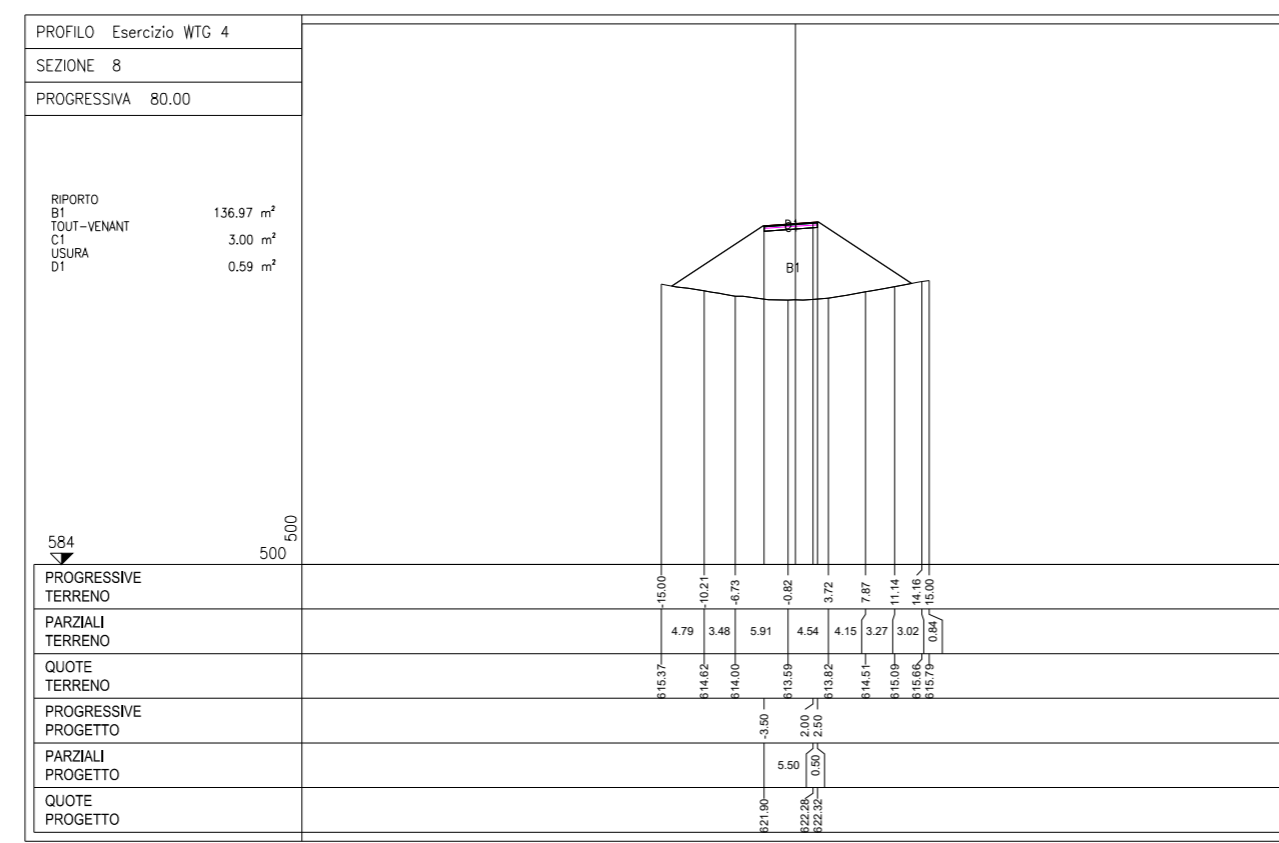 PROFILO Esercizio WTG 4
SEZIONE 8
PROGRESSIVA 80.00
RIPORTO
B1 136.97 m²
TOUT-VENANT
C1 3.00 m²
USURA
D1 0.59 m²
B1
584
500
500
PROGRESSIVE
TERRENO
-15.00 -10.21 -6.73 -0.82 3.72 7.87 11.14 14.16 15.00
PARZIALI
TERRENO
4.79 3.48 5.91 4.54 4.15 3.27 3.02 0.84
QUOTE
TERRENO
615.37 614.62 614.00 613.59 613.82 614.51 615.09 615.66 615.79
PROGRESSIVE
PROGETTO
-3.50 2.00 2.50
PARZIALI
PROGETTO
5.50 0.50
QUOTE
PROGETTO
621.90 622.28 622.32